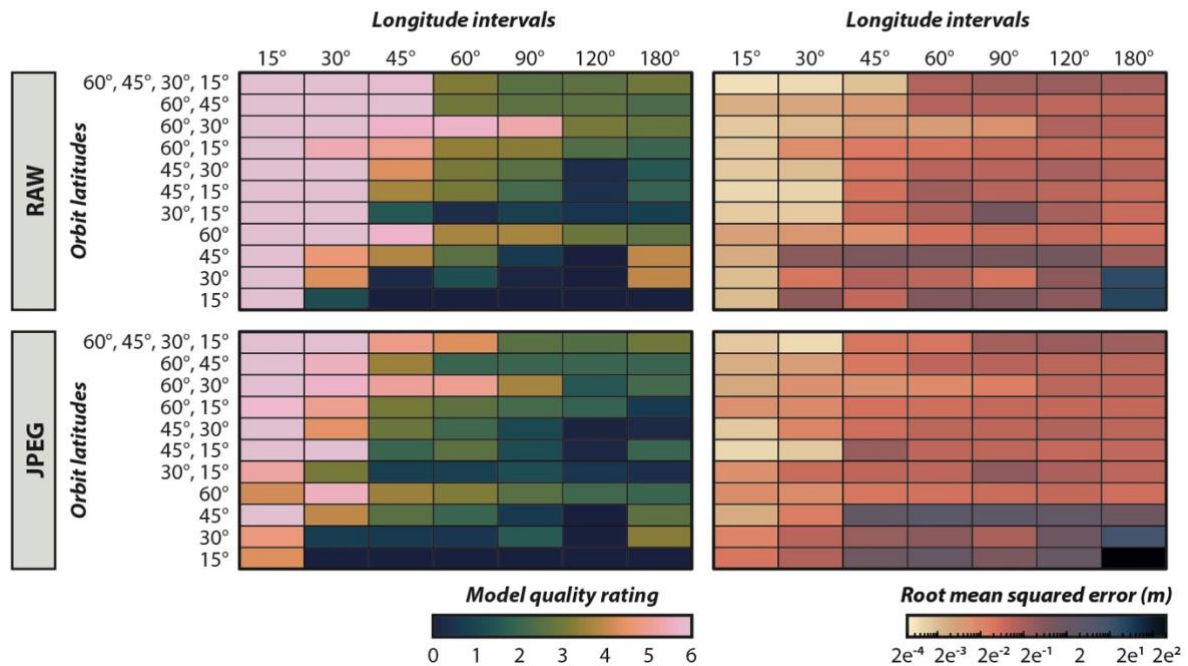 Longitude intervals Longitude intervals
15° 30° 45° 60° 90° 120° 180° 15° 30° 45° 60° 90° 120° 180°
RAW
Orbit latitudes
60°, 45°, 30°, 15°
60°, 45°
60°, 30°
60°, 15°
45°, 30°
45°, 15°
30°, 15°
60°
45°
30°
15°
JPEG
Orbit latitudes
60°, 45°, 30°, 15°
60°, 45°
60°, 30°
60°, 15°
45°, 30°
45°, 15°
30°, 15°
60°
45°
30°
15°
Model quality rating
0 1 2 3 4 5 6
Root mean squared error (m)
2e⁻⁴ 2e⁻³ 2e⁻² 2e⁻¹ 2 2e¹ 2e²